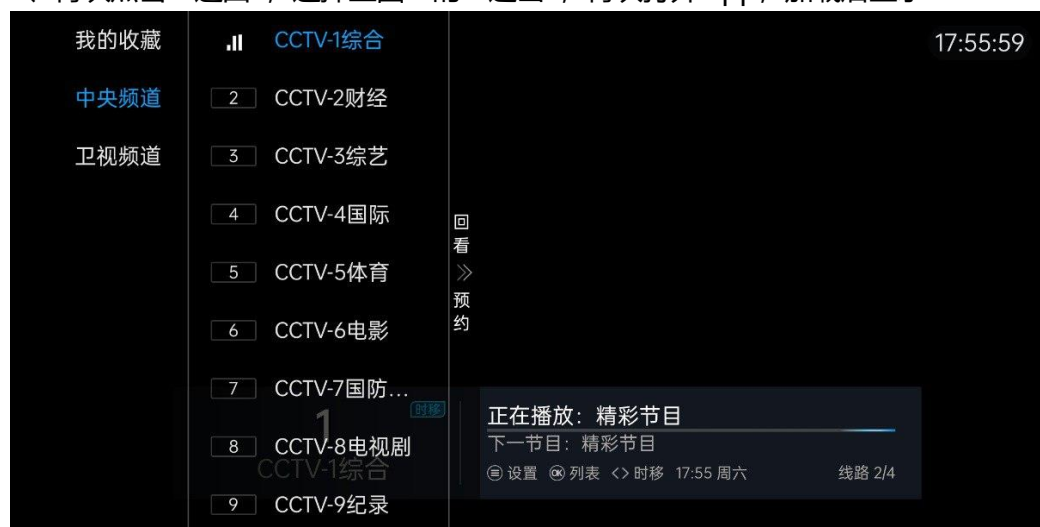 我的收藏
中央频道
卫视频道
CCTV-1综合
2 CCTV-2财经
3 CCTV-3综艺
4 CCTV-4国际
5 CCTV-5体育
6 CCTV-6电影
7 CCTV-7国防...
8 CCTV-8电视剧
9 CCTV-9纪录
回看
预约
17:55:59
1
时移
CCTV-1综合
正在播放：精彩节目
下一节目：精彩节目
设置 OK 列表 <> 时移 17:55 周六 线路 2/4